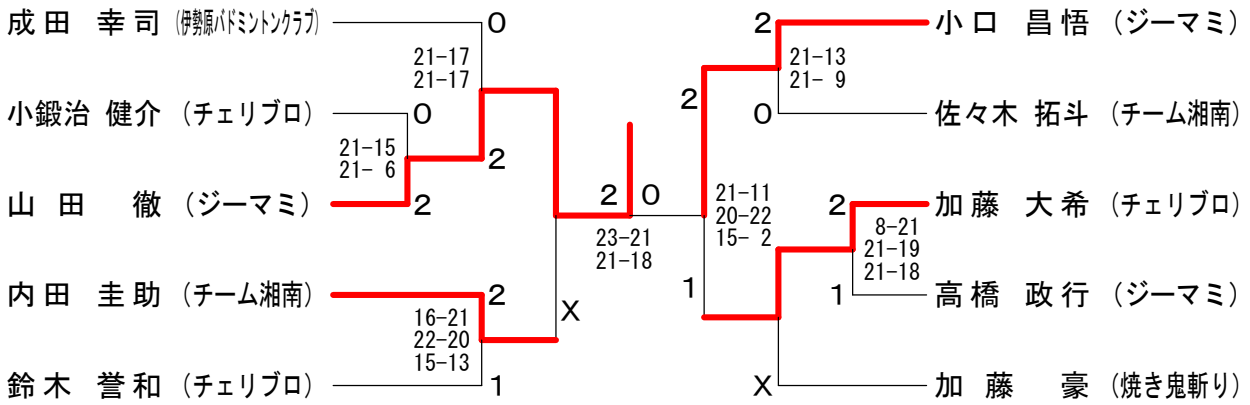 成田 幸司 (伊勢原バドミントンクラブ)
0
21-17
21-17
小鍛治 健介 (チェリブロ)
0
21-15
21- 6
2
山田 徹 (ジーマミ)
2
内田 圭助 (チーム湘南)
2
16-21
22-20
15-13
X
鈴木 誉和 (チェリブロ)
1
2 0
23-21
21-18
2
小口 昌悟 (ジーマミ)
21-13
21- 9
2
0
佐々木 拓斗 (チーム湘南)
21-11
20-22
15- 2
2
加藤 大希 (チェリブロ)
8-21
21-19
21-18
1
1
高橋 政行 (ジーマミ)
X
加藤 豪 (焼き鬼斬り)